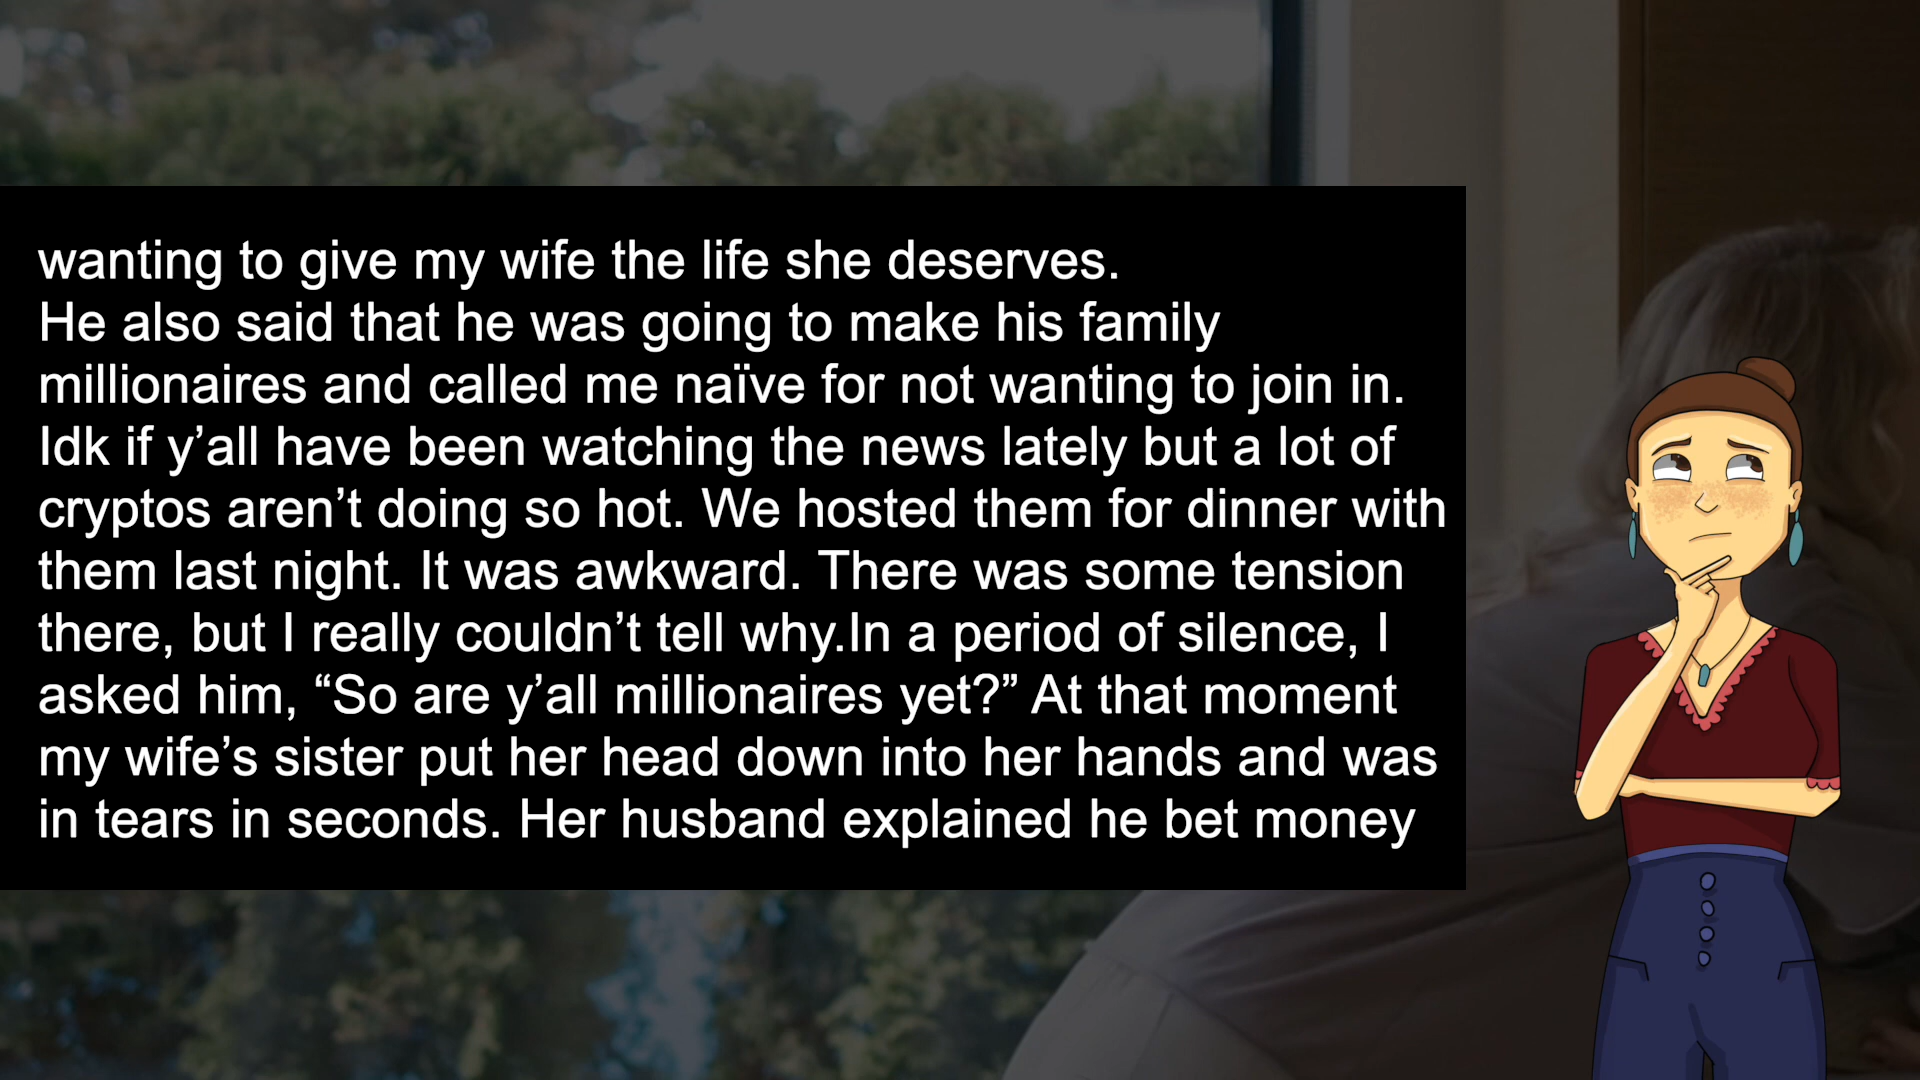 wanting to give my wife the life she deserves.
He also said that he was going to make his family
millionaires and called me naïve for not wanting to join in.
Idk if y’all have been watching the news lately but a lot of
cryptos aren’t doing so hot. We hosted them for dinner with
them last night. It was awkward. There was some tension
there, but I really couldn’t tell why.In a period of silence, I
asked him, “So are y’all millionaires yet?” At that moment
my wife’s sister put her head down into her hands and was
in tears in seconds. Her husband explained he bet money